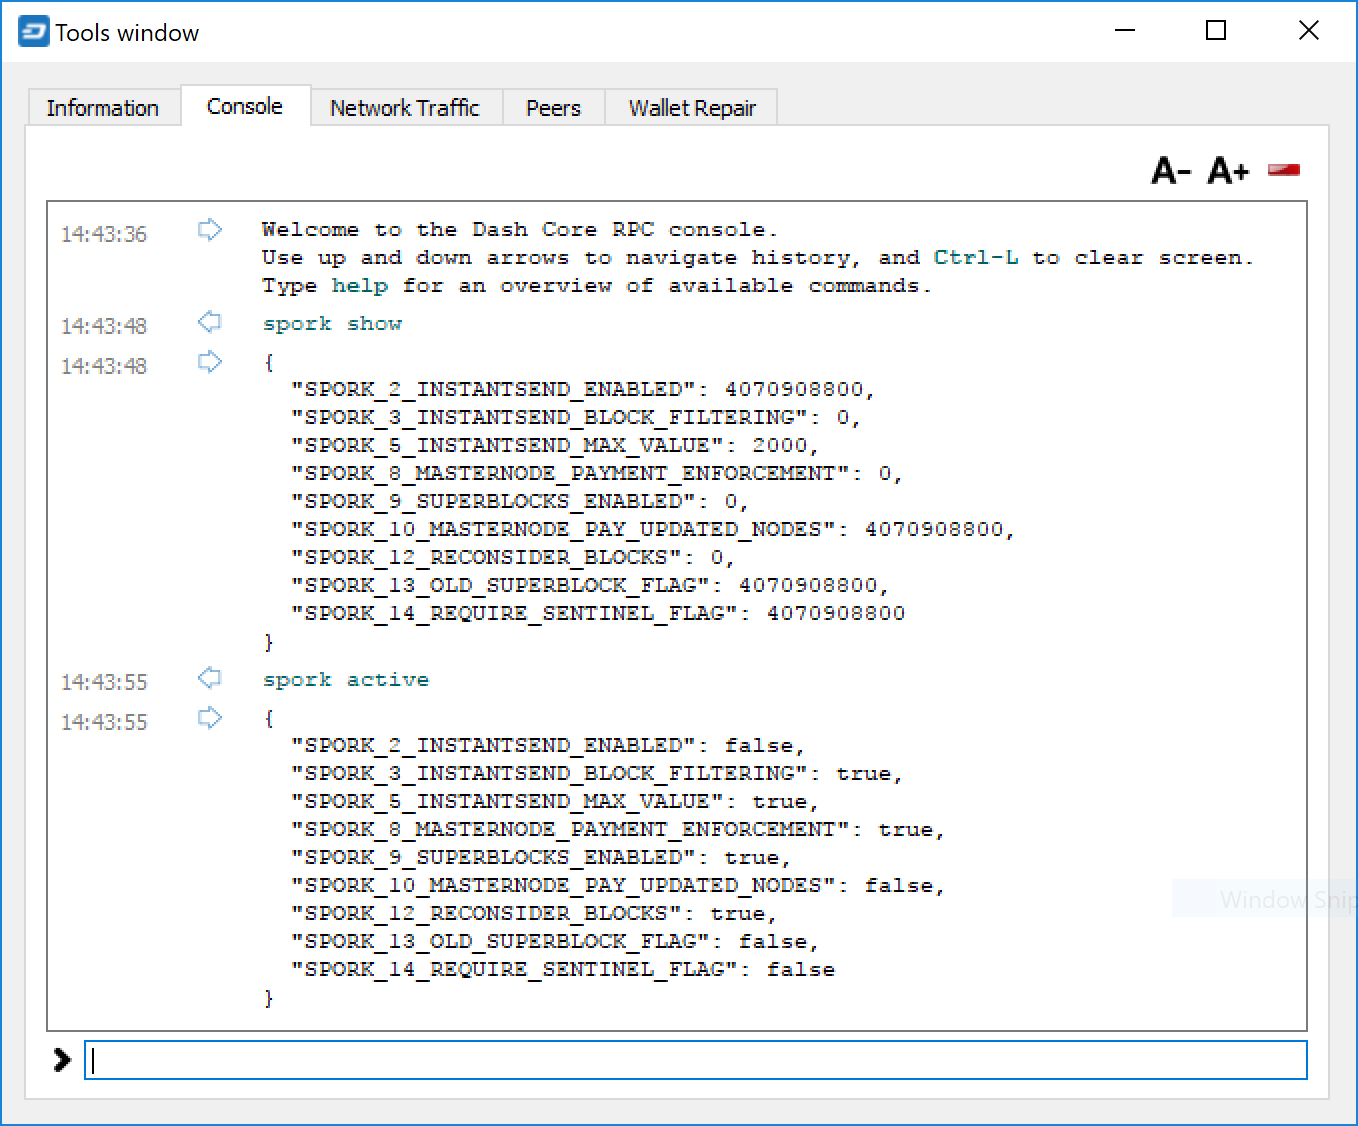 Tools window
Information Console Network Traffic Peers Wallet Repair
A- A+
14:43:36 Welcome to the Dash Core RPC console.
Use up and down arrows to navigate history, and Ctrl-L to clear screen.
Type help for an overview of available commands.
14:43:48 spork show
14:43:48 {
"SPORK_2_INSTANTSEND_ENABLED": 4070908800,
"SPORK_3_INSTANTSEND_BLOCK_FILTERING": 0,
"SPORK_5_INSTANTSEND_MAX_VALUE": 2000,
"SPORK_8_MASTERNODE_PAYMENT_ENFORCEMENT": 0,
"SPORK_9_SUPERBLOCKS_ENABLED": 0,
"SPORK_10_MASTERNODE_PAY_UPDATED_NODES": 4070908800,
"SPORK_12_RECONSIDER_BLOCKS": 0,
"SPORK_13_OLD_SUPERBLOCK_FLAG": 4070908800,
"SPORK_14_REQUIRE_SENTINEL_FLAG": 4070908800
}
14:43:55 spork active
14:43:55 {
"SPORK_2_INSTANTSEND_ENABLED": false,
"SPORK_3_INSTANTSEND_BLOCK_FILTERING": true,
"SPORK_5_INSTANTSEND_MAX_VALUE": true,
"SPORK_8_MASTERNODE_PAYMENT_ENFORCEMENT": true,
"SPORK_9_SUPERBLOCKS_ENABLED": true,
"SPORK_10_MASTERNODE_PAY_UPDATED_NODES": false,
Window Snip
"SPORK_12_RECONSIDER_BLOCKS": true,
"SPORK_13_OLD_SUPERBLOCK_FLAG": false,
"SPORK_14_REQUIRE_SENTINEL_FLAG": false
}